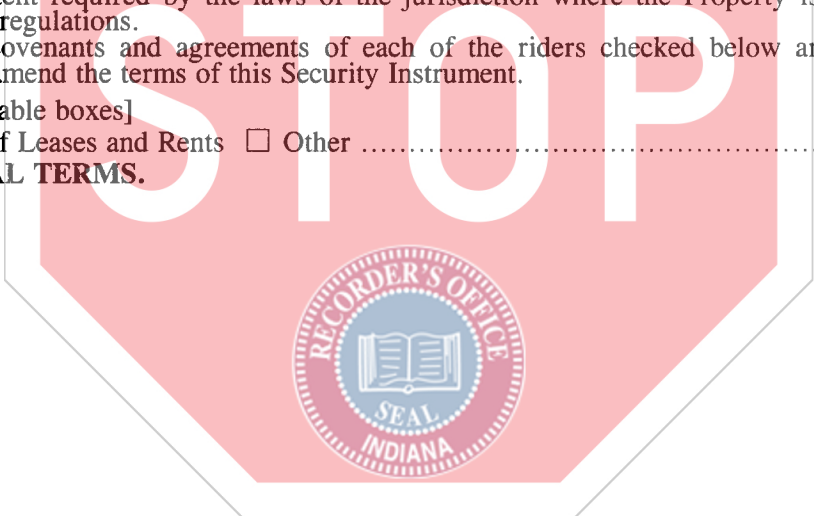 ent required by the laws of the jurisdiction where the Property is
regulations.
ovenants and agreements of each of the riders checked below a
mend the terms of this Security Instrument.
able boxes]
f Leases and Rents ☐ Other ........................................................
AL TERMS.
STOP
RECORDER'S OFFICE
SEAL
INDIANA